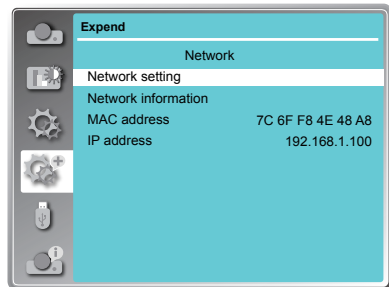 Expend
Network
Network setting
Network information
MAC address 7C 6F F8 4E 48 A8
IP address 192.168.1.100